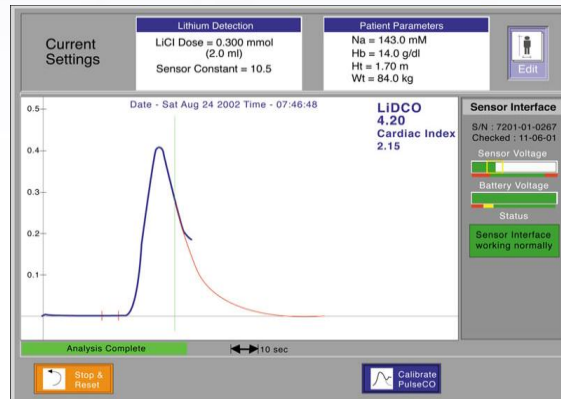 Current
Settings
Lithium Detection
LiCl Dose = 0.300 mmol
(2.0 ml)
Sensor Constant = 10.5
Patient Parameters
Na = 143.0 mM
Hb = 14.0 g/dl
Ht = 1.70 m
Wt = 84.0 kg
Edit
Date - Sat Aug 24 2002 Time - 07:46:48
LiDCO
4.20
Cardiac Index
2.15
0.5
0.4
0.3
0.2
0.1
Sensor Interface
S/N : 7201-01-0267
Checked : 11-06-01
Sensor Voltage
Battery Voltage
Status
Sensor Interface
working normally
Analysis Complete
10 sec
Stop &
Reset
Calibrate
PulseCO